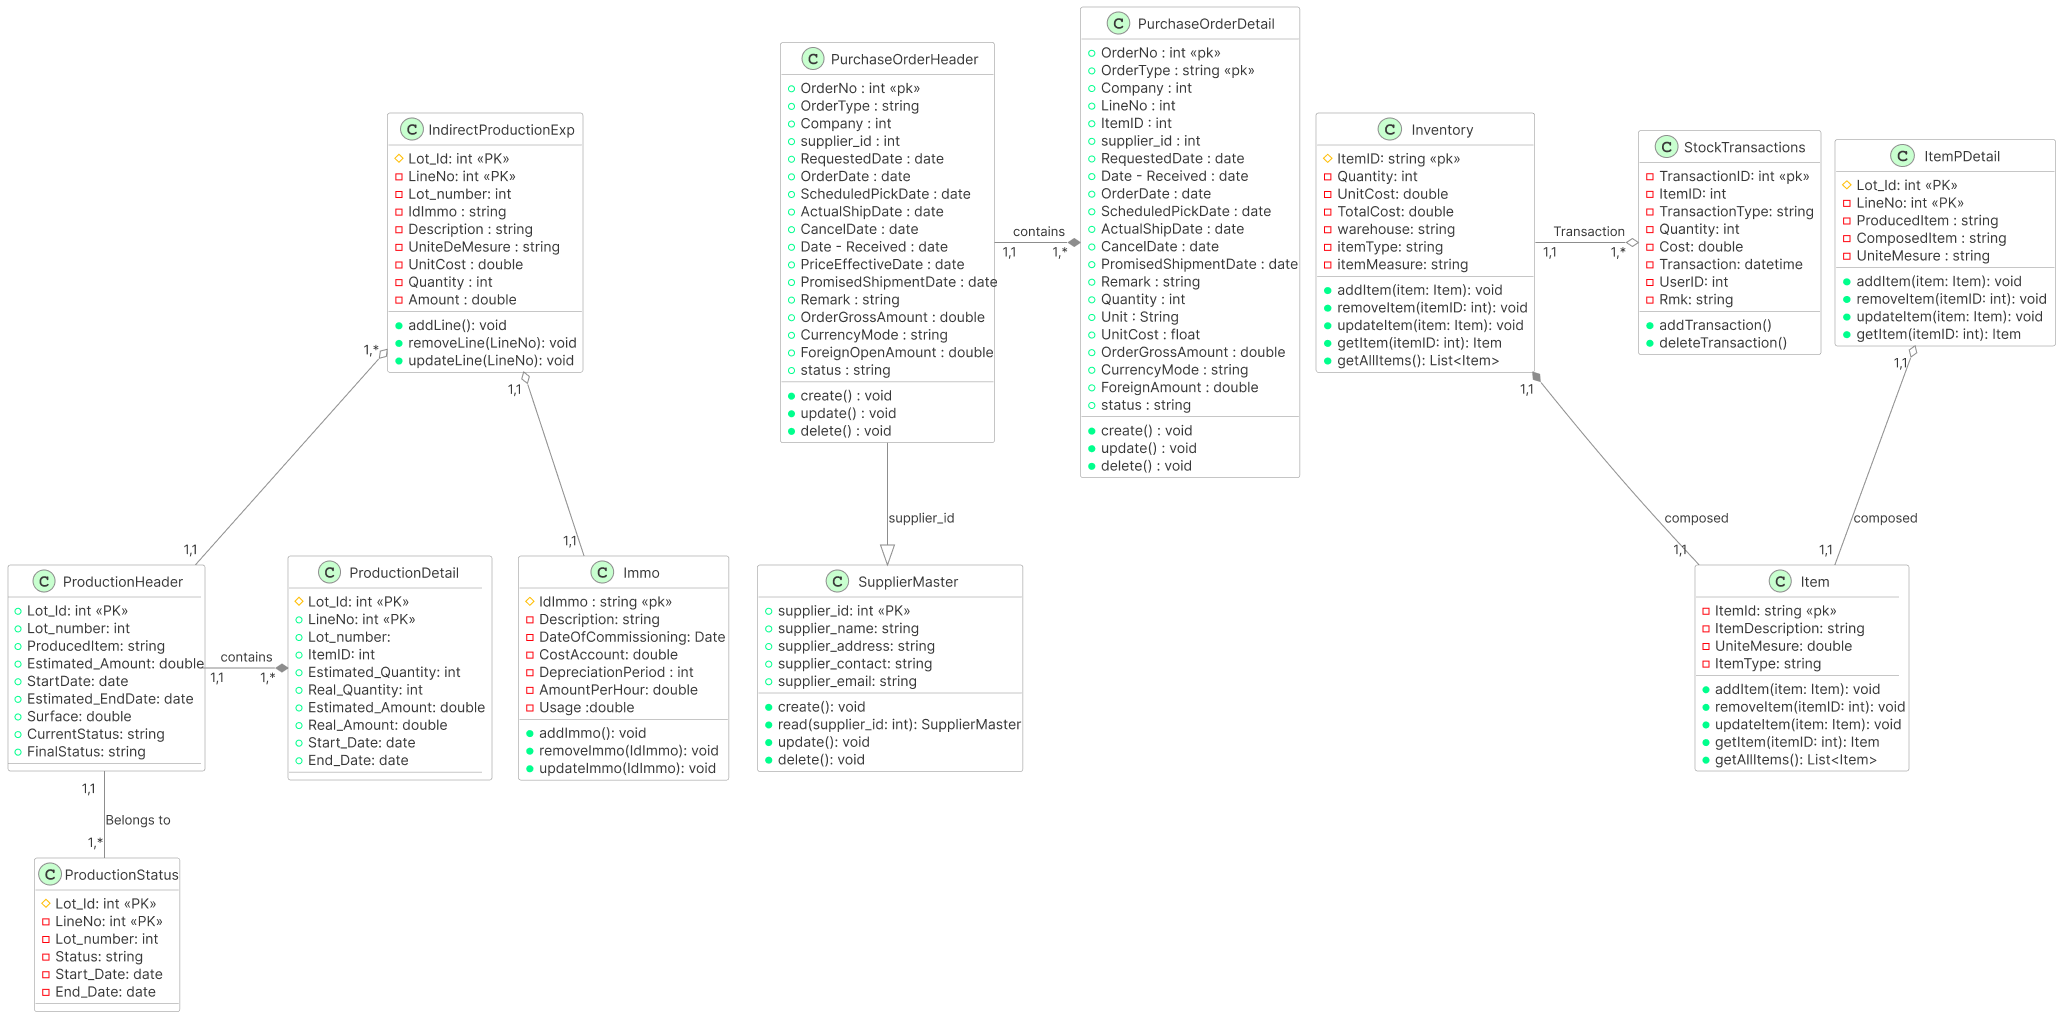 C IndirectProductionExp
Lot_Id: int «PK»
LineNo: int «PK»
Lot_number: int
IdImmo : string
Description : string
UniteDeMesure : string
UnitCost : double
Quantity : int
Amount : double
addLine(): void
removeLine(LineNo): void
updateLine(LineNo): void
1,*
1,1
1,1
1,1
C PurchaseOrderHeader
OrderNo : int «pk»
OrderType : string
Company : int
supplier_id : int
RequestedDate : date
OrderDate : date
ScheduledPickDate : date
ActualShipDate : date
CancelDate : date
Date - Received : date
PriceEffectiveDate : date
PromisedShipmentDate : date
Remark : string
OrderGrossAmount : double
CurrencyMode : string
ForeignOpenAmount : double
status : string
create() : void
update() : void
delete() : void
contains
1,1
1,*
C PurchaseOrderDetail
OrderNo : int «pk»
OrderType : string «pk»
Company : int
LineNo : int
ItemID : int
supplier_id : int
RequestedDate : date
Date - Received : date
OrderDate : date
ScheduledPickDate : date
ActualShipDate : date
CancelDate : date
PromisedShipmentDate : date
Remark : string
Quantity : int
Unit : String
UnitCost : float
OrderGrossAmount : double
CurrencyMode : string
ForeignAmount : double
status : string
create() : void
update() : void
delete() : void
supplier_id
C Inventory
ItemID: string «pk»
Quantity: int
UnitCost: double
TotalCost: double
warehouse: string
itemType: string
itemMeasure: string
addItem(item: Item): void
removeItem(itemID: int): void
updateItem(item: Item): void
getItem(itemID: int): Item
getAllItems(): List<Item>
Transaction
1,1
1,*
C StockTransactions
TransactionID: int «pk»
ItemID: int
TransactionType: string
Quantity: int
Cost: double
Transaction: datetime
UserID: int
Rmk: string
addTransaction()
deleteTransaction()
C ItemPDetail
Lot_Id: int «PK»
LineNo: int «PK»
ProducedItem : string
ComposedItem : string
UniteMesure : string
addItem(item: Item): void
removeItem(itemID: int): void
updateItem(item: Item): void
getItem(itemID: int): Item
1,1
composed
1,1
1,1
composed
1,1
C ProductionHeader
Lot_Id: int «PK»
Lot_number: int
ProducedItem: string
Estimated_Amount: double
StartDate: date
Estimated_EndDate: date
Surface: double
CurrentStatus: string
FinalStatus: string
contains
1,1
1,*
C ProductionDetail
Lot_Id: int «PK»
LineNo: int «PK»
Lot_number:
ItemID: int
Estimated_Quantity: int
Real_Quantity: int
Estimated_Amount: double
Real_Amount: double
Start_Date: date
End_Date: date
C Immo
IdImmo : string «pk»
Description: string
DateOfCommissioning: Date
CostAccount: double
DepreciationPeriod : int
AmountPerHour: double
Usage :double
addImmo(): void
removeImmo(IdImmo): void
updateImmo(IdImmo): void
C SupplierMaster
supplier_id: int «PK»
supplier_name: string
supplier_address: string
supplier_contact: string
supplier_email: string
create(): void
read(supplier_id: int): SupplierMaster
update(): void
delete(): void
C Item
ItemId: string «pk»
ItemDescription: string
UniteMesure: double
ItemType: string
addItem(item: Item): void
removeItem(itemID: int): void
updateItem(item: Item): void
getItem(itemID: int): Item
getAllItems(): List<Item>
1,1
Belongs to
1,*
C ProductionStatus
Lot_Id: int «PK»
LineNo: int «PK»
Lot_number: int
Status: string
Start_Date: date
End_Date: date